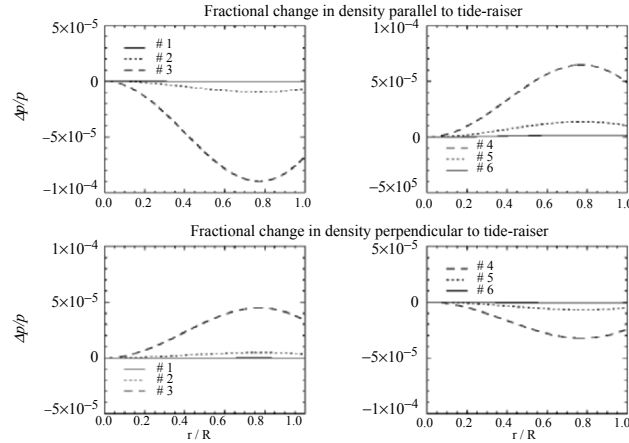 Fractional change in density parallel to tide-raiser
5×10⁻⁵
0
−5×10⁻⁵
−1×10⁻⁴
Δp/p
# 1
# 2
# 3
0.0 0.2 0.4 0.6 0.8 1.0
1×10⁻⁴
5×10⁻⁵
0
−5×10⁵
# 4
# 5
# 6
0.0 0.2 0.4 0.6 0.8 1.0
Fractional change in density perpendicular to tide-raiser
1×10⁻⁴
5×10⁻⁵
0
−5×10⁻⁵
Δp/p
# 1
# 2
# 3
0.0 0.2 0.4 0.6 0.8 1.0
r / R
5×10⁻⁵
0
−5×10⁻⁵
−1×10⁻⁴
# 4
# 5
# 6
0.0 0.2 0.4 0.6 0.8 1.0
r / R